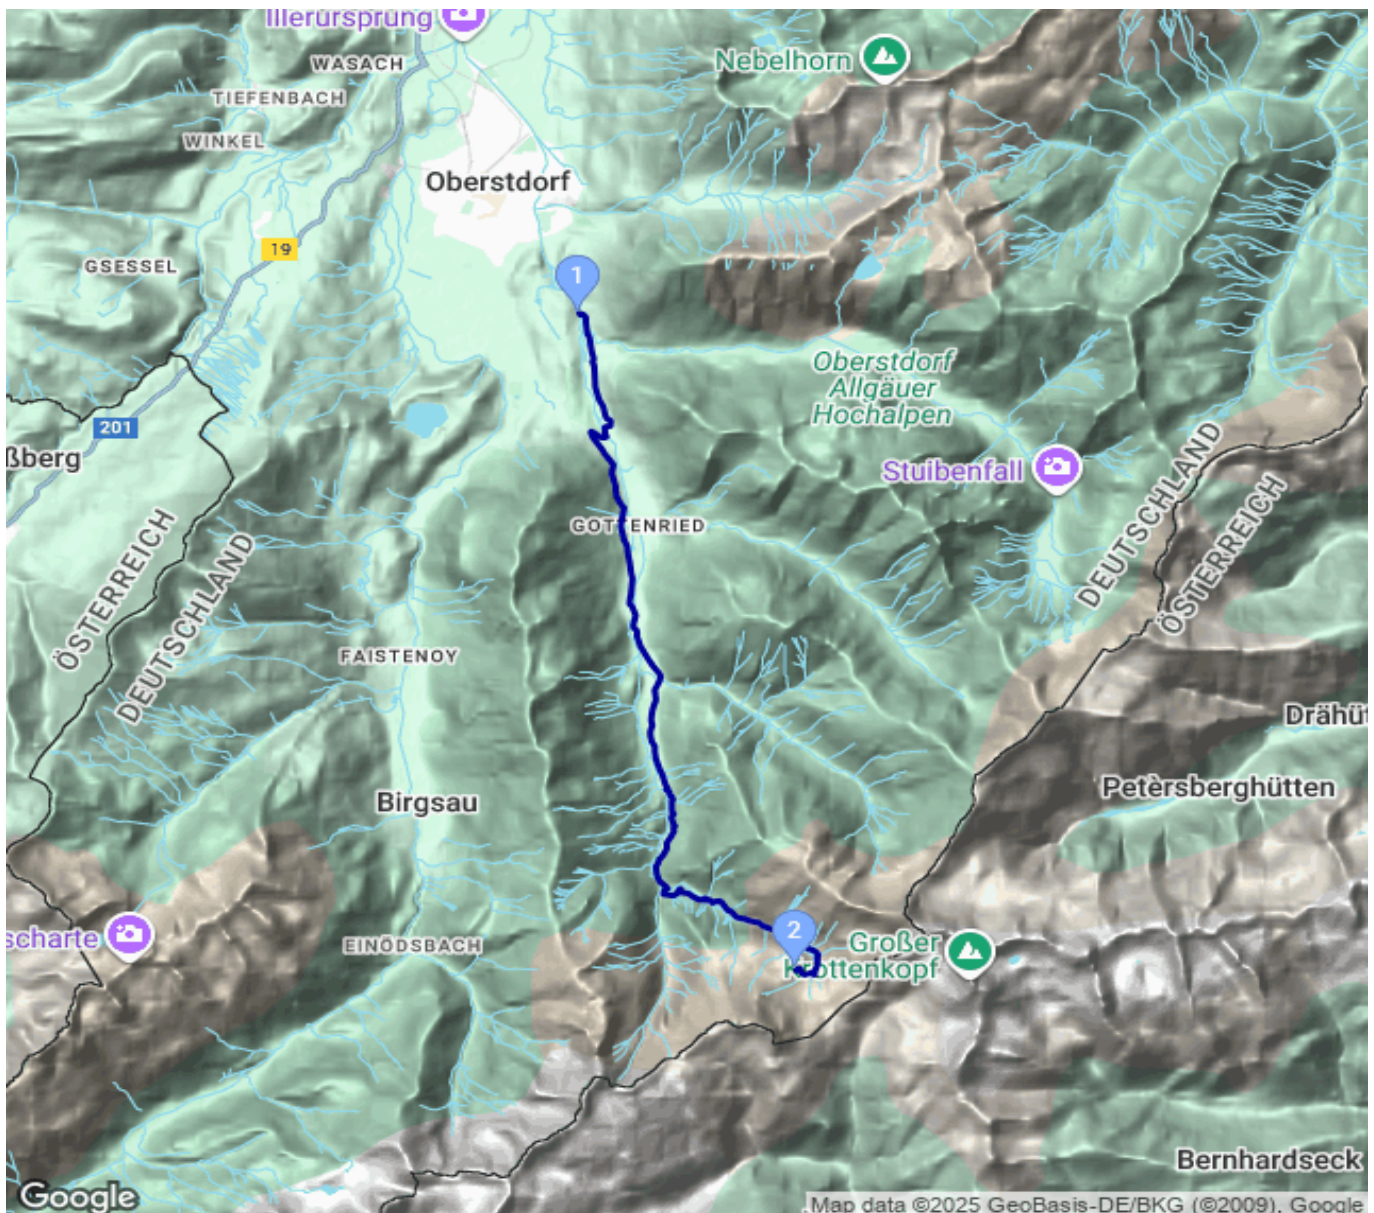 Illerursprung
WASACH
Nebelhorn
TIEFENBACH
WINKEL
Oberstdorf
19
GSESSEL
1
Oberstdorf
Allgäuer
Hochalpen
201
ßberg
Stuibenfall
DEUTSCHLAND
ÖSTERREICH
GOTTENRIED
ÖSTERREICH
DEUTSCHLAND
FAISTENOY
Drähüt
Petersberghütten
Birgsau
2
scharte
EINÖDSBACH
Großer
Krottenkopf
Bernhardseck
Google
Map data ©2025 GeoBasis-DE/BKG (©2009), Google